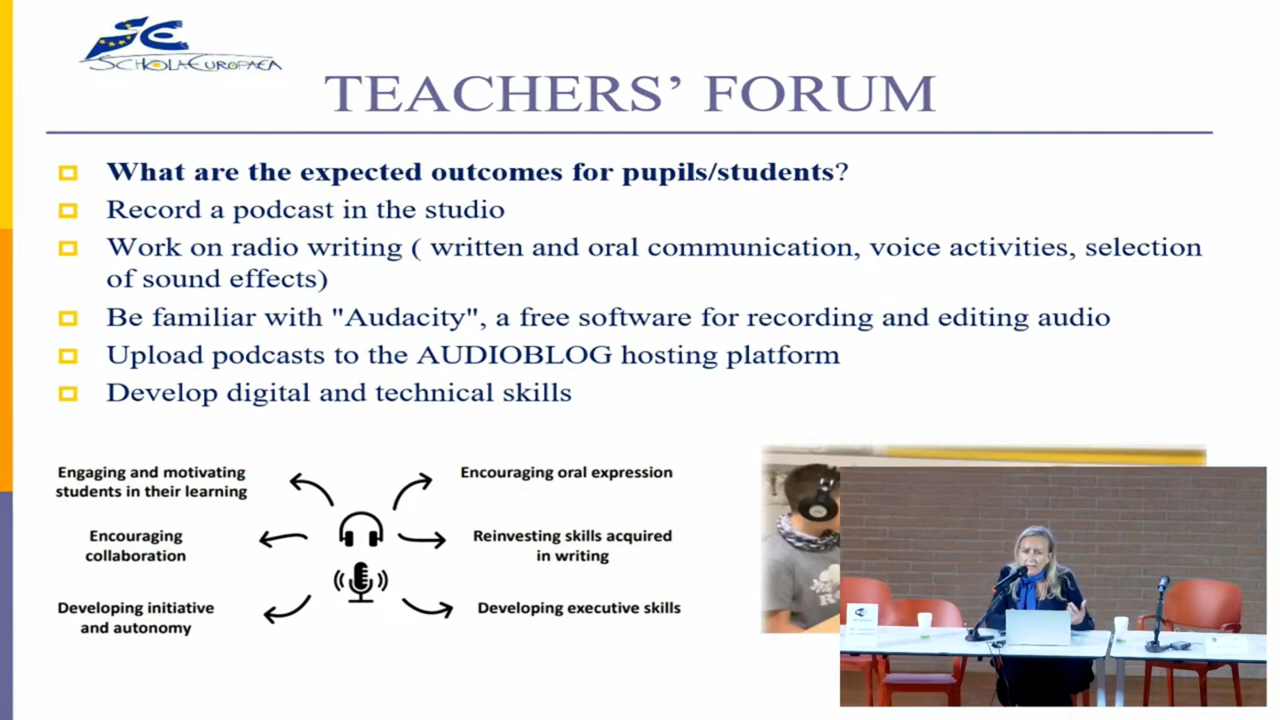 SCHOLAEUROPAEA
TEACHERS’ FORUM
What are the expected outcomes for pupils/students?
Record a podcast in the studio
Work on radio writing ( written and oral communication, voice activities, selection
of sound effects)
Be familiar with "Audacity", a free software for recording and editing audio
Upload podcasts to the AUDIOBLOG hosting platform
Develop digital and technical skills
Engaging and motivating
students in their learning
Encouraging
collaboration
Developing initiative
and autonomy
Encouraging oral expression
Reinvesting skills acquired
in writing
Developing executive skills